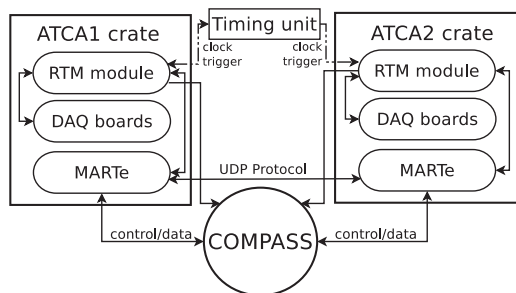 Timing unit
ATCA1 crate
clock
trigger
RTM module
DAQ boards
MARTe
ATCA2 crate
clock
trigger
RTM module
DAQ boards
MARTe
UDP Protocol
control/data
COMPASS
control/data